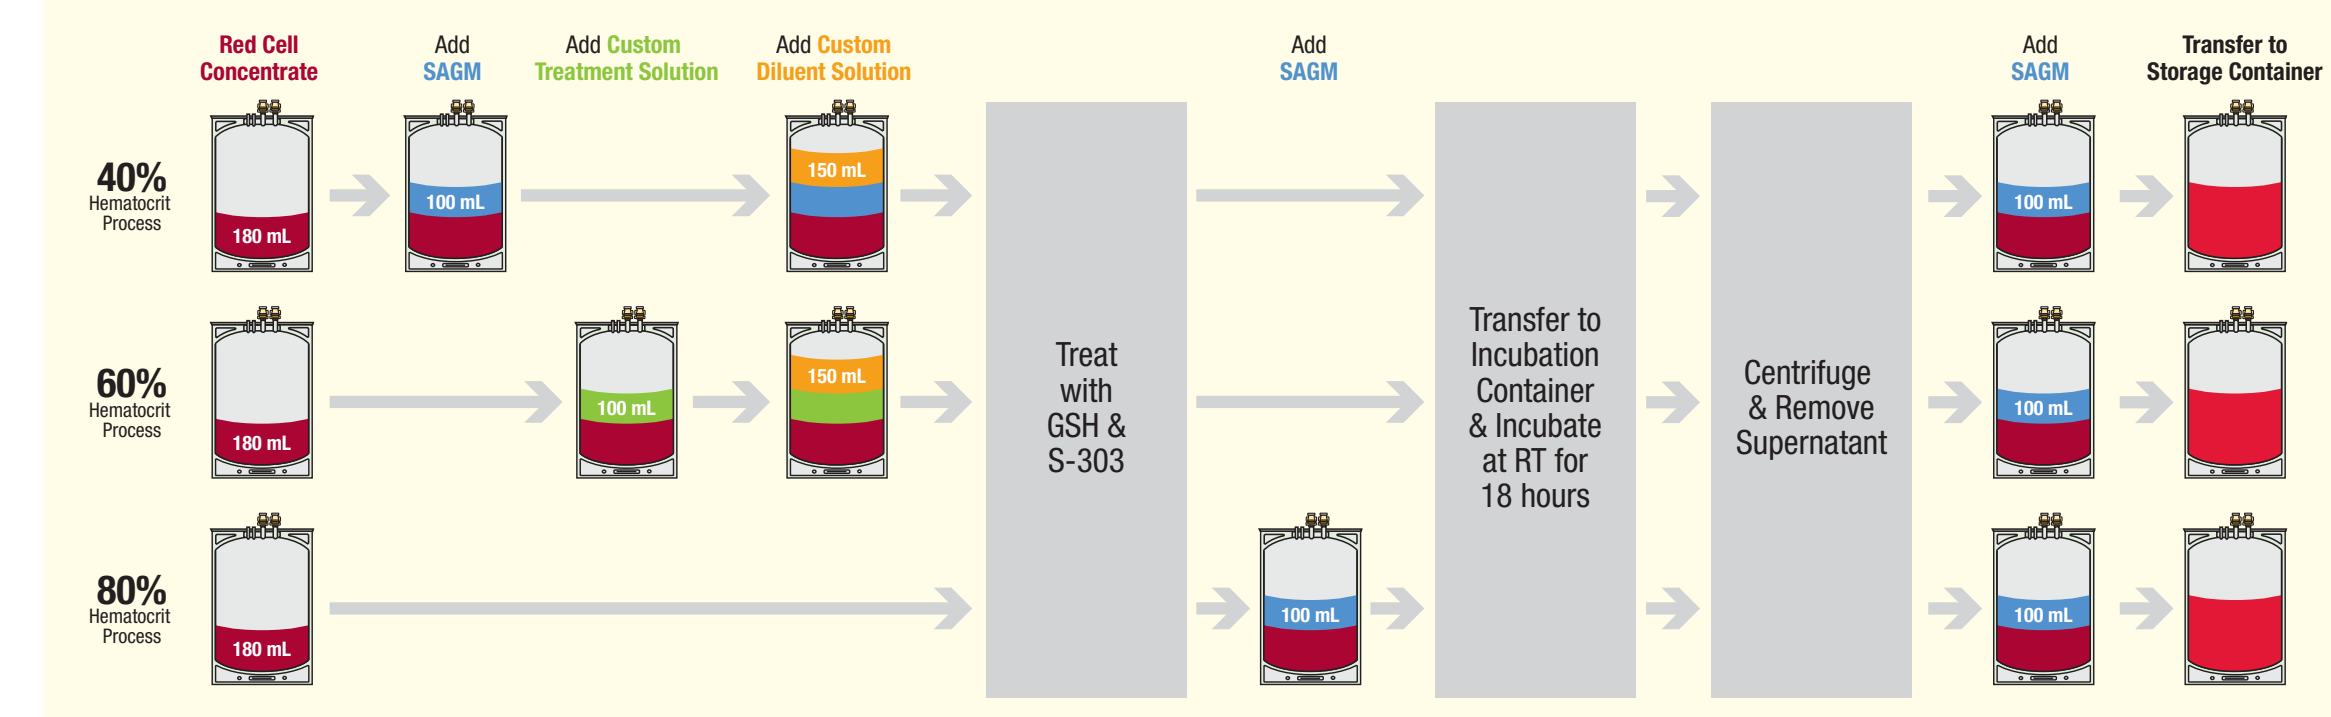 Red Cell
Concentrate
Add
SAGM
Add Custom
Treatment Solution
Add Custom
Diluent Solution
Add
SAGM
Add
SAGM
Transfer to
Storage Container
40%
Hematocrit
Process
180 mL
100 mL
150 mL
100 mL
60%
Hematocrit
Process
180 mL
100 mL
150 mL
100 mL
80%
Hematocrit
Process
180 mL
100 mL
100 mL
Treat
with
GSH &
S-303
Transfer to
Incubation
Container
& Incubate
at RT for
18 hours
Centrifuge
& Remove
Supernatant